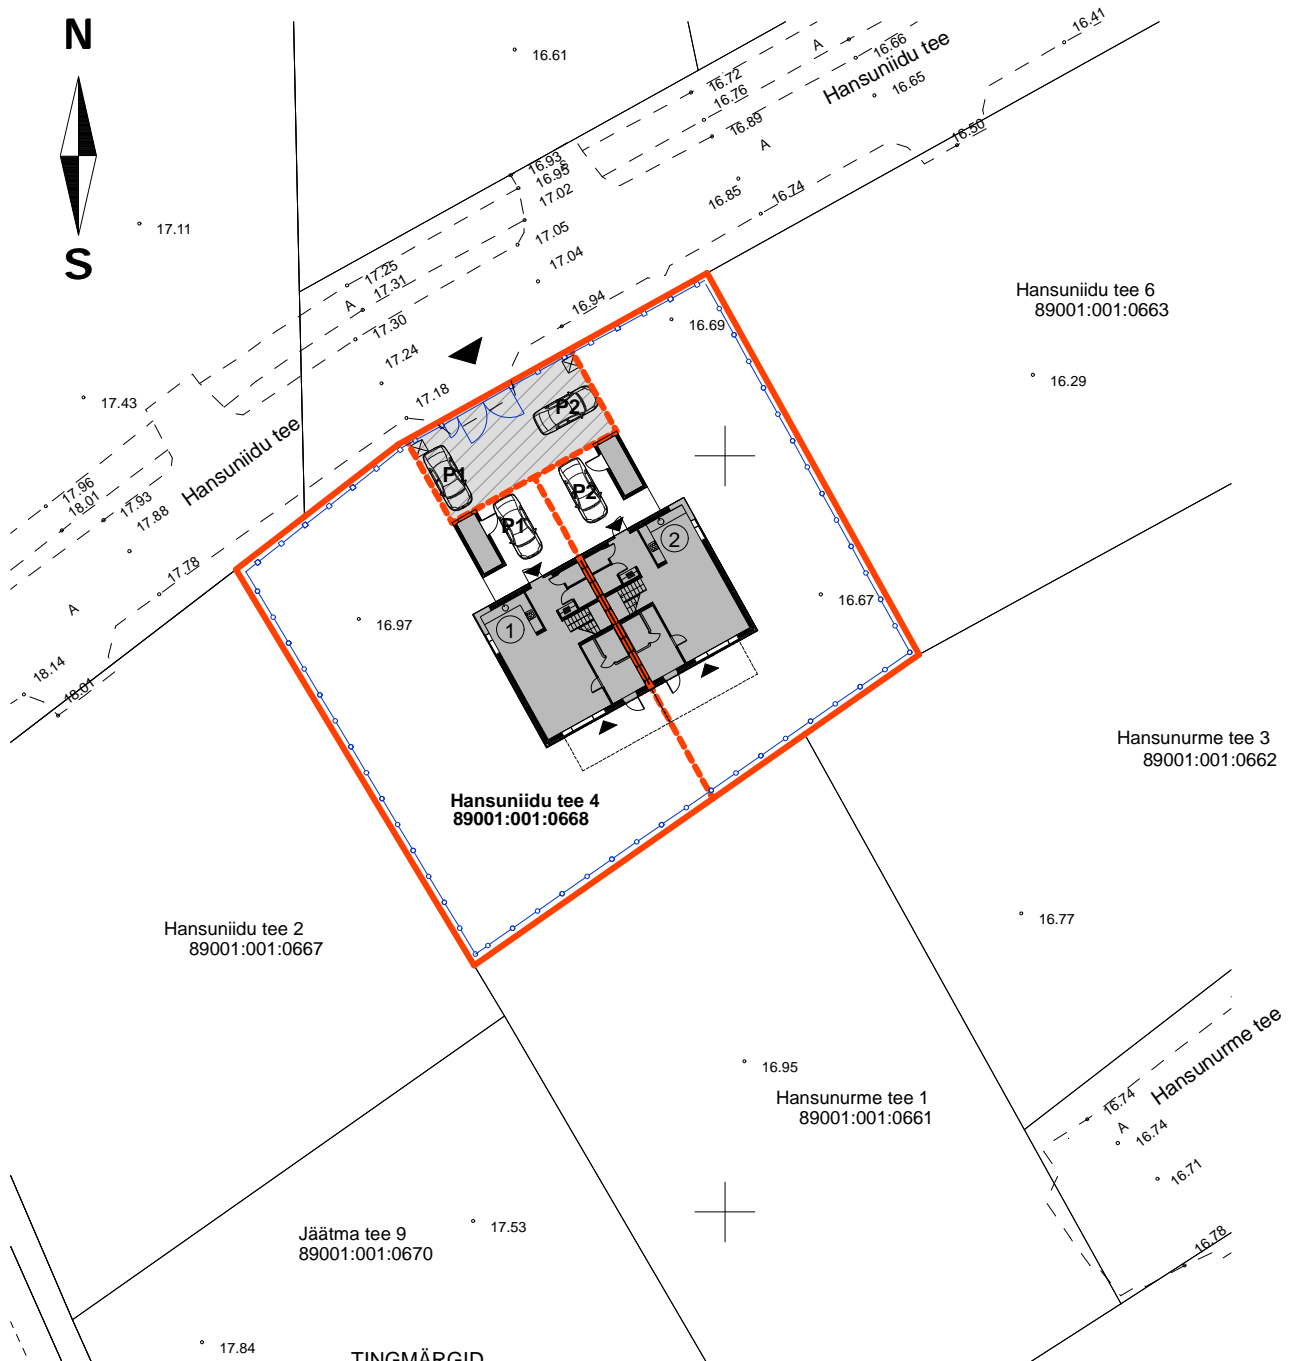 N
S
16.61
17.11
16.41
16.66
A
Hansuniidu tee
16.65
16.72
16.76
16.89
A
16.50
16.93
16.95
17.02
16.85
16.74
17.05
17.04
17.25
17.31
A
17.30
17.24
16.94
17.18
16.69
Hansuniidu tee 6
89001:001:0663
16.29
17.43
Hansuniidu tee
17.96
18.01
17.93
17.88
17.78
A
18.14
18.01
P2
P1
P2
P1
2
1
16.97
16.67
Hansunurme tee 3
89001:001:0662
Hansuniidu tee 4
89001:001:0668
Hansuniidu tee 2
89001:001:0667
16.77
Hansunurme tee
16.95
Hansunurme tee 1
89001:001:0661
16.74
A
16.74
16.71
16.78
Jäätma tee 9
89001:001:0670
17.53
17.84
TINGMÄRGID